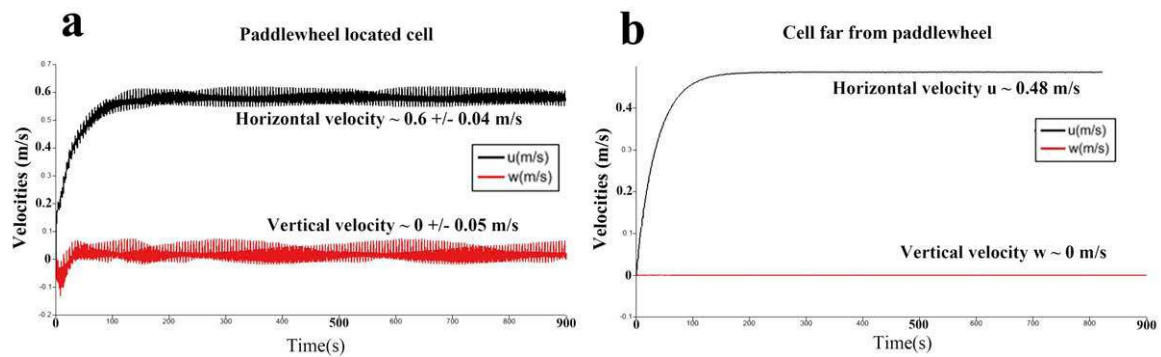 a
Paddlewheel located cell
Velocities (m/s)
0.7
0.6
0.5
0.4
0.3
0.2
0.1
0
-0.1
-0.2
Horizontal velocity ~ 0.6 +/- 0.04 m/s
u(m/s)
w(m/s)
Vertical velocity ~ 0 +/- 0.05 m/s
0 100 200 300 400 500 600 700 800 900
Time(s)
b
Cell far from paddlewheel
Velocities (m/s)
0.4
0.3
0.2
0.1
0
-0.1
Horizontal velocity u ~ 0.48 m/s
u(m/s)
w(m/s)
Vertical velocity w ~ 0 m/s
0 100 200 300 400 500 600 700 800 900
Time(s)